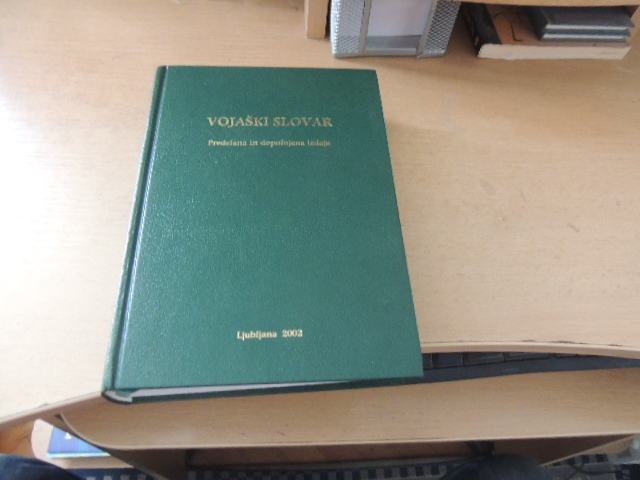 VOJAŠKI SLOVAR
Predelana in dopolnjena izdaja
Ljubljana 2002